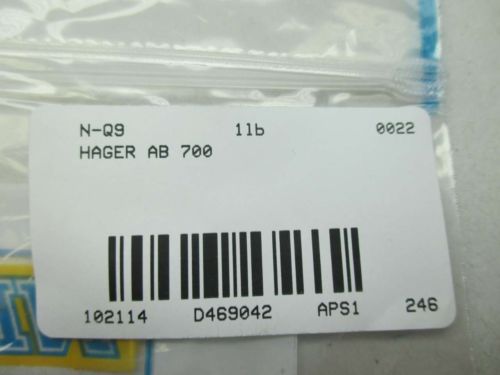 N-Q9 11b 0022
HAGER AB 700
102114 D469042 APS1 246